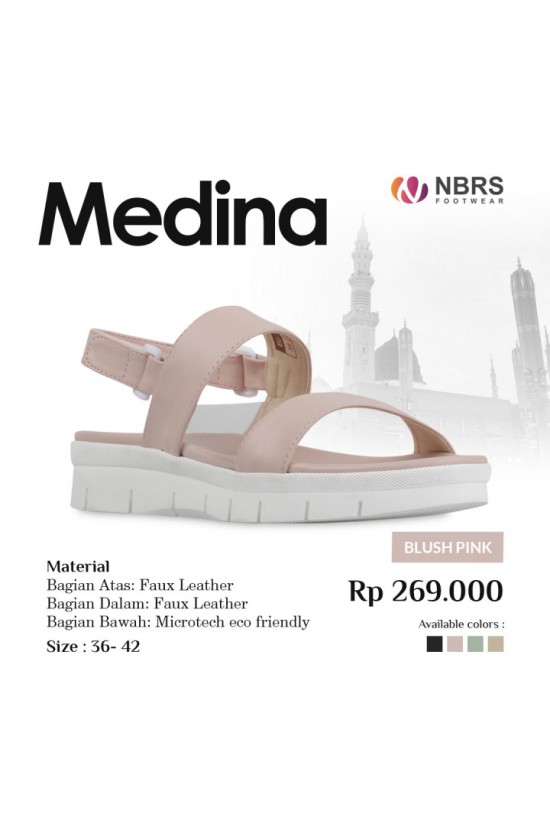 Medina
NBRS
FOOTWEAR
BLUSH PINK
Material
Bagian Atas: Faux Leather
Bagian Dalam: Faux Leather
Bagian Bawah: Microtech eco friendly
Size : 36- 42
Rp 269.000
Available colors :